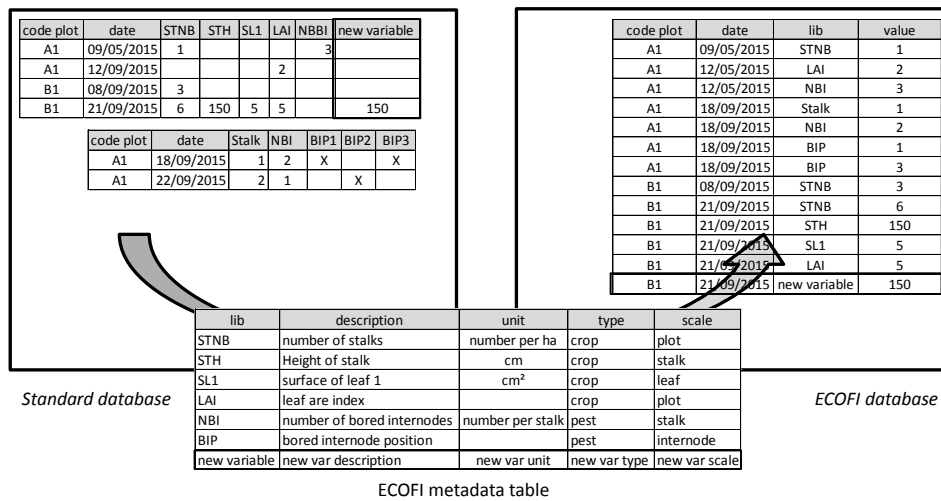 code plot date STNB STH SL1 LAI NBBI new variable
A1 09/05/2015 1 3
A1 12/09/2015 2
B1 08/09/2015 3
B1 21/09/2015 6 150 5 5 150
code plot date Stalk NBI BIP1 BIP2 BIP3
A1 18/09/2015 1 2 X X
A1 22/09/2015 2 1 X
Standard database
code plot date lib value
A1 09/05/2015 STNB 1
A1 12/05/2015 LAI 2
A1 12/05/2015 NBI 3
A1 18/09/2015 Stalk 1
A1 18/09/2015 NBI 2
A1 18/09/2015 BIP 1
A1 18/09/2015 BIP 3
B1 08/09/2015 STNB 3
B1 21/09/2015 STNB 6
B1 21/09/2015 STH 150
B1 21/09/2015 SL1 5
B1 21/09/2015 LAI 5
B1 21/09/2015 new variable 150
ECOFI database
lib description unit type scale
STNB number of stalks number per ha crop plot
STH Height of stalk cm crop stalk
SL1 surface of leaf 1 cm² crop leaf
LAI leaf are index crop plot
NBI number of bored internodes number per stalk pest stalk
BIP bored internode position pest internode
new variable new var description new var unit new var type new var scale
ECOFI metadata table